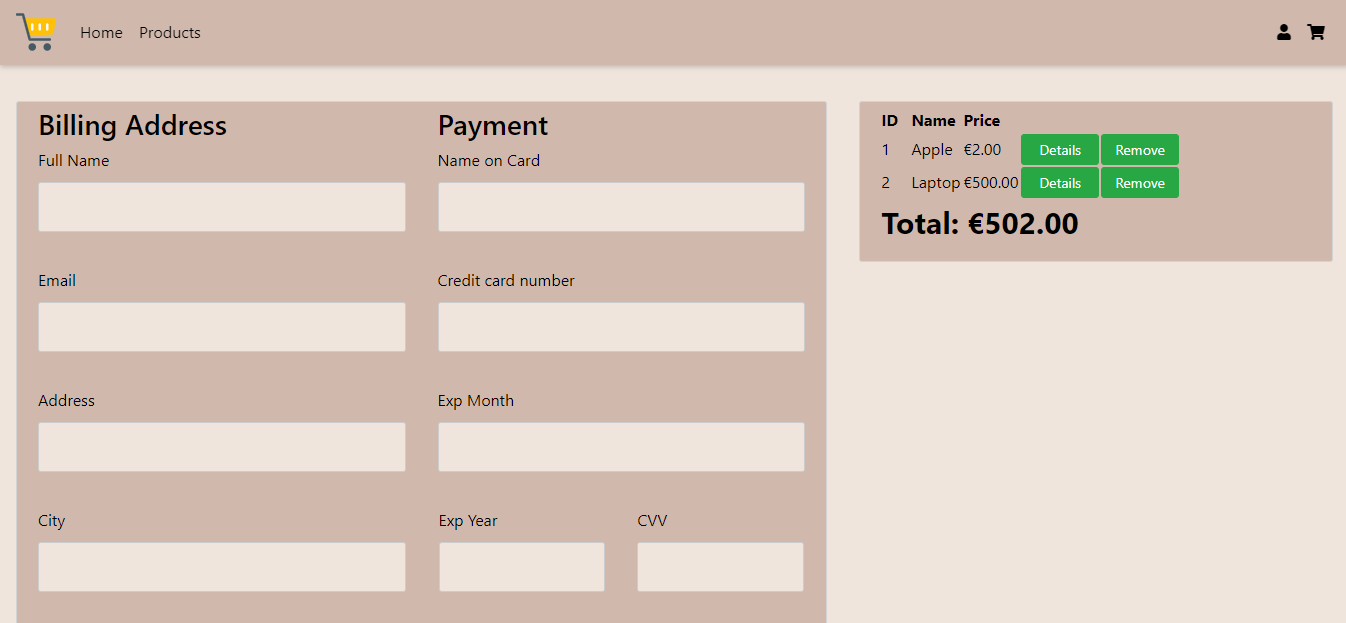 Home Products
Billing Address
Full Name
Email
Address
City
Payment
Name on Card
Credit card number
Exp Month
Exp Year CVV
ID Name Price
1 Apple €2.00 Details Remove
2 Laptop €500.00 Details Remove
Total: €502.00